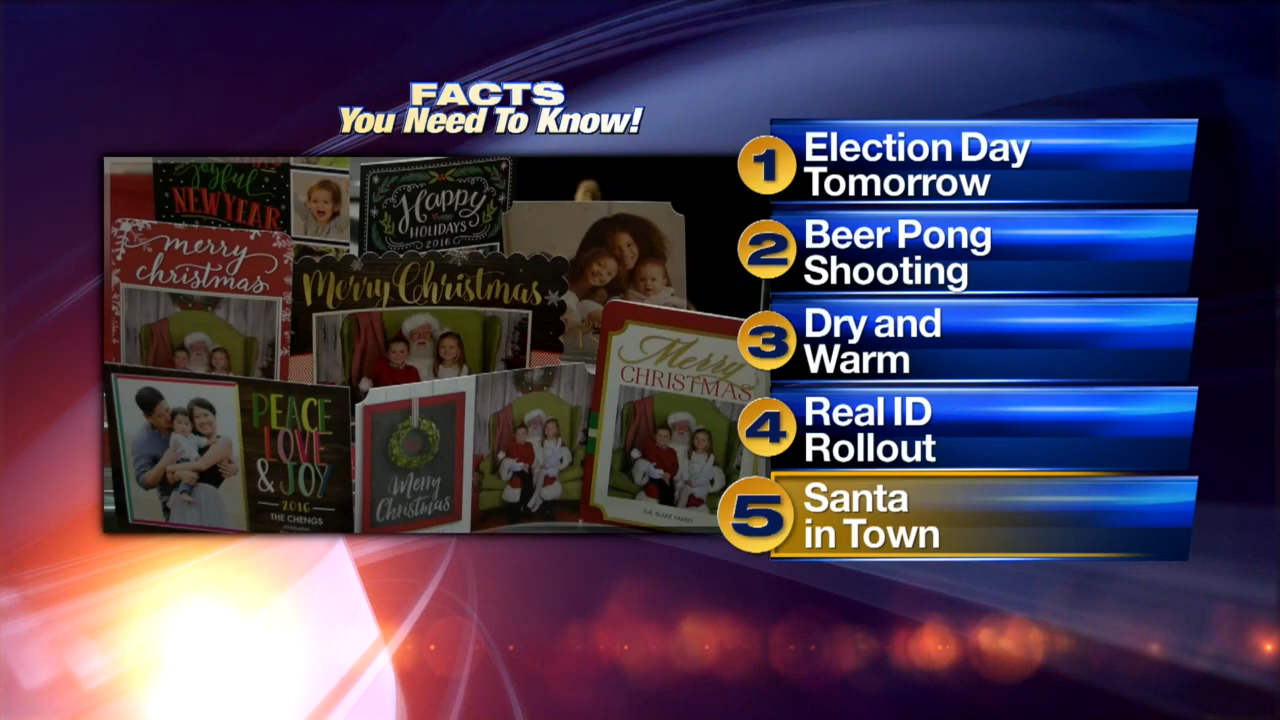 FACTS
You Need To Know!
1 Election Day
Tomorrow
2 Beer Pong
Shooting
3 Dry and
Warm
4 Real ID
Rollout
5 Santa
in Town
Joyful
NEW YEAR
Happy
HOLIDAYS
2016
merry
christmas
Merry Christmas
Merry
CHRISTMAS
THE BLAKE FAMILY
PEACE
LOVE
& JOY
2016
THE CHENGS
Merry
Christmas